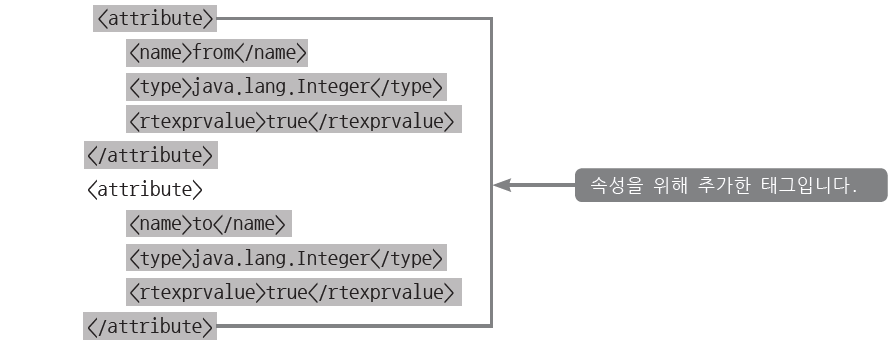 <attribute>
<name>from</name>
<type>java.lang.Integer</type>
<rtexprvalue>true</rtexprvalue>
</attribute>
<attribute>
속성을 위해 추가한 태그입니다.
<name>to</name>
<type>java.lang.Integer</type>
<rtexprvalue>true</rtexprvalue>
</attribute>